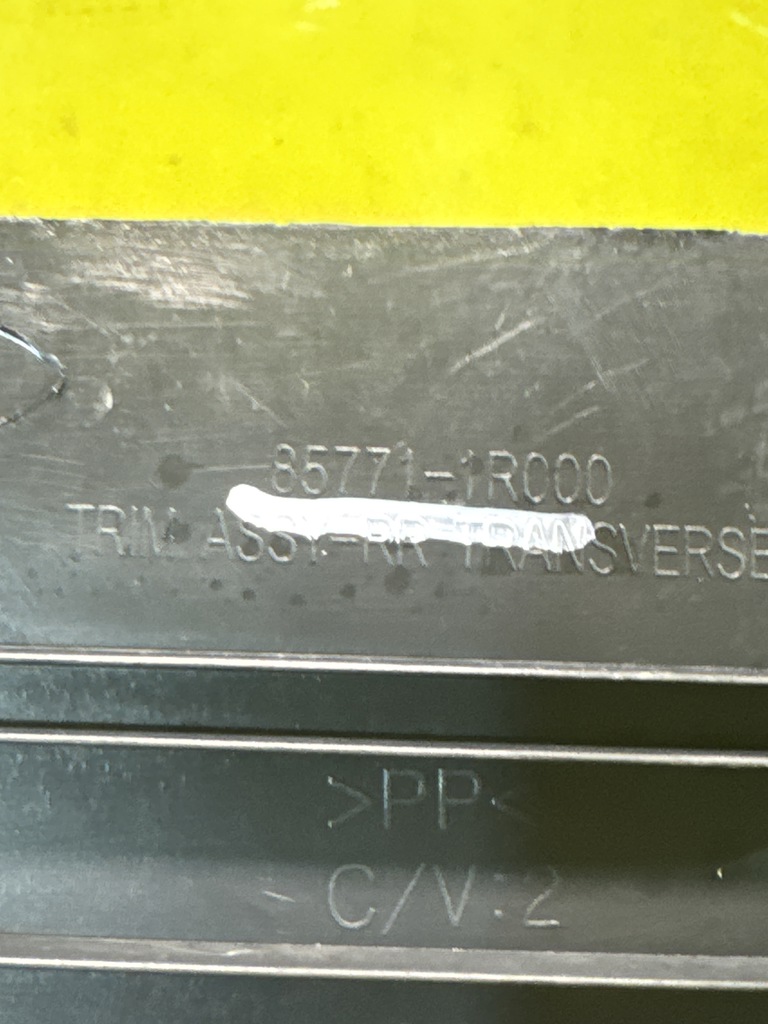 85771-1R000
TRIM ASSY-RR TRANSVERSE
>PP<
C/V:2